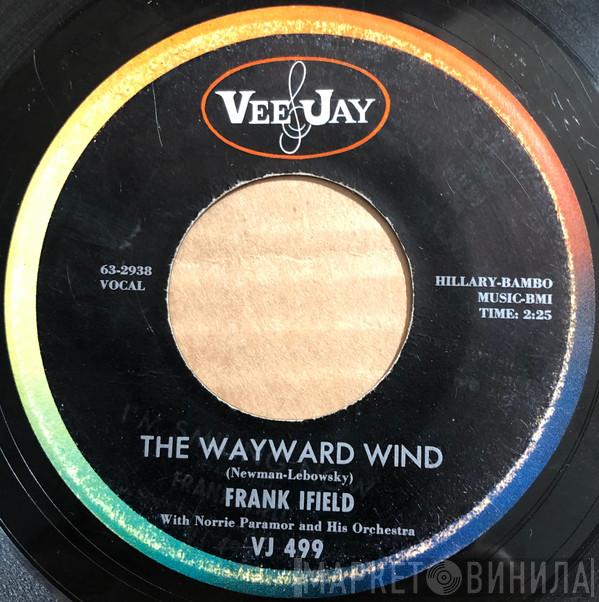 VEE JAY
63-2938
VOCAL
HILLARY-BAMBO
MUSIC-BMI
TIME: 2:25
THE WAYWARD WIND
(Newman-Lebowsky)
FRANK IFIELD
With Norrie Paramor and His Orchestra
VJ 499
МАРКЕТ ВИНИЛА